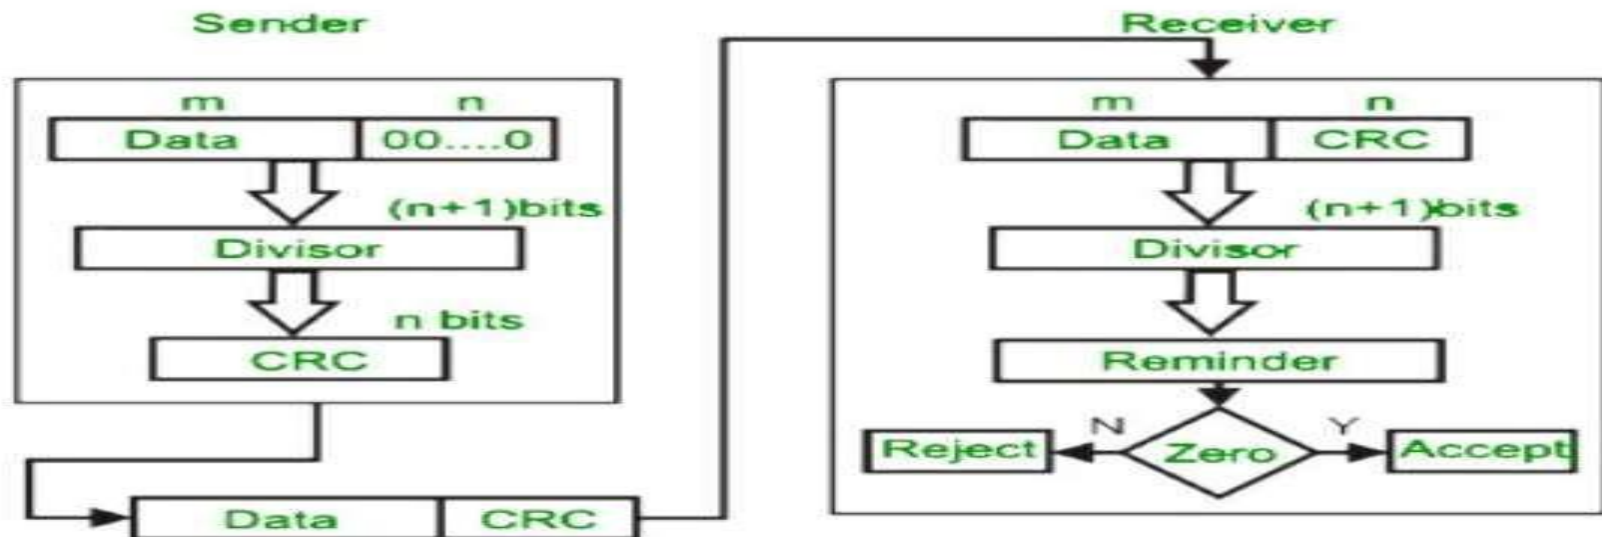 Sender
m n
Data 00....0
(n+1)bits
Divisor
n bits
CRC
Data CRC
Receiver
m n
Data CRC
(n+1)bits
Divisor
Reminder
N Y
Reject Zero Accept